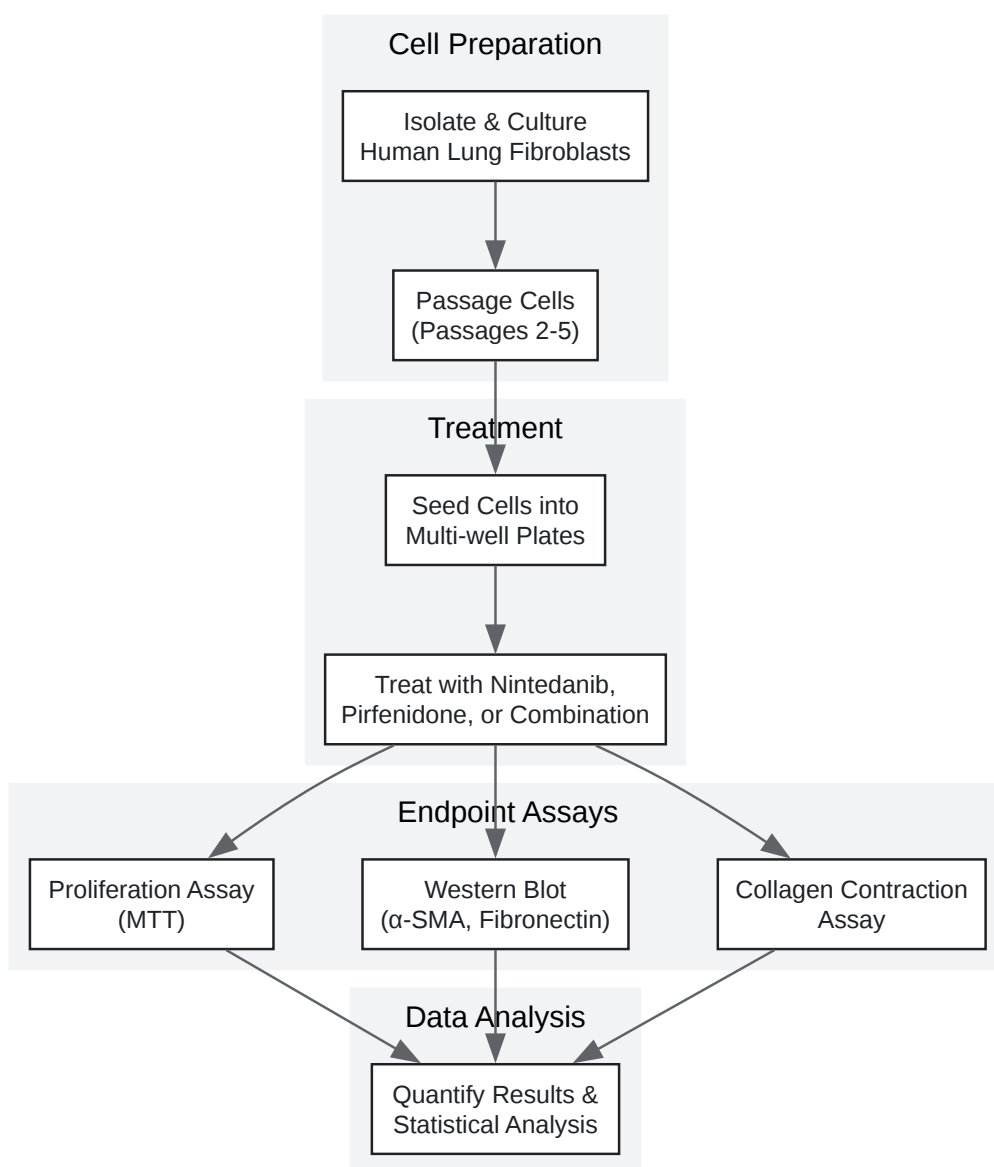 Cell Preparation
Isolate & Culture
Human Lung Fibroblasts
Passage Cells
(Passages 2-5)
Treatment
Seed Cells into
Multi-well Plates
Treat with Nintedanib,
Pirfenidone, or Combination
Endpoint Assays
Proliferation Assay
(MTT)
Western Blot
(α-SMA, Fibronectin)
Collagen Contraction
Assay
Data Analysis
Quantify Results &
Statistical Analysis